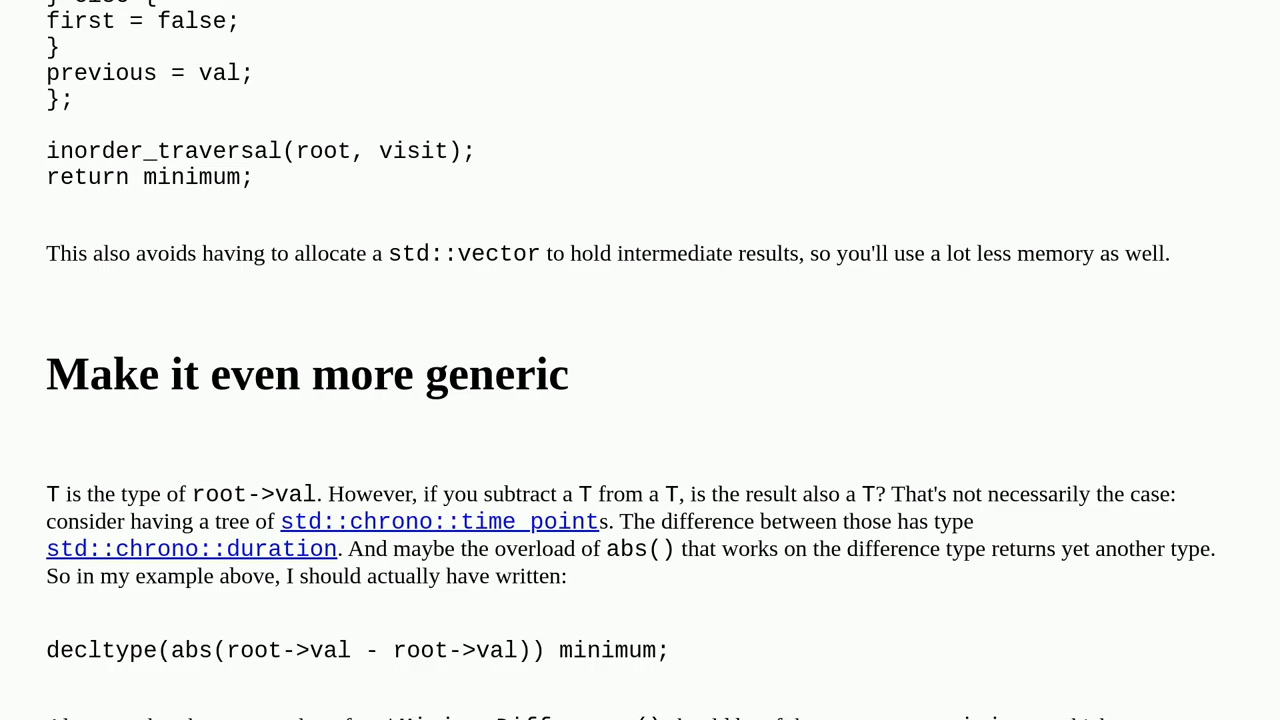 first = false;
}
previous = val;
};
inorder_traversal(root, visit);
return minimum;
This also avoids having to allocate a std::vector to hold intermediate results, so you'll use a lot less memory as well.
Make it even more generic
T is the type of root->val. However, if you subtract a T from a T, is the result also a T? That's not necessarily the case:
consider having a tree of std::chrono::time_points. The difference between those has type
std::chrono::duration. And maybe the overload of abs() that works on the difference type returns yet another type.
So in my example above, I should actually have written:
decltype(abs(root->val - root->val)) minimum;